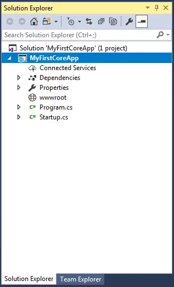 Solution Explorer
Search Solution Explorer (Ctrl+;)
Solution 'MyFirstCoreApp' (1 project)
MyFirstCoreApp
Connected Services
Dependencies
Properties
wwwroot
C# Program.cs
C# Startup.cs
Solution Explorer Team Explorer